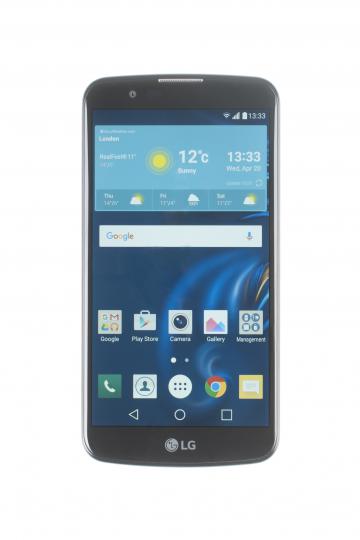 13:33
London
RealFeel® 11°
12°c
Sunny
13:33
Wed, Apr 20
Thu
Fri
Sat
Google
Google
Play Store
Camera
Gallery
Management
LG